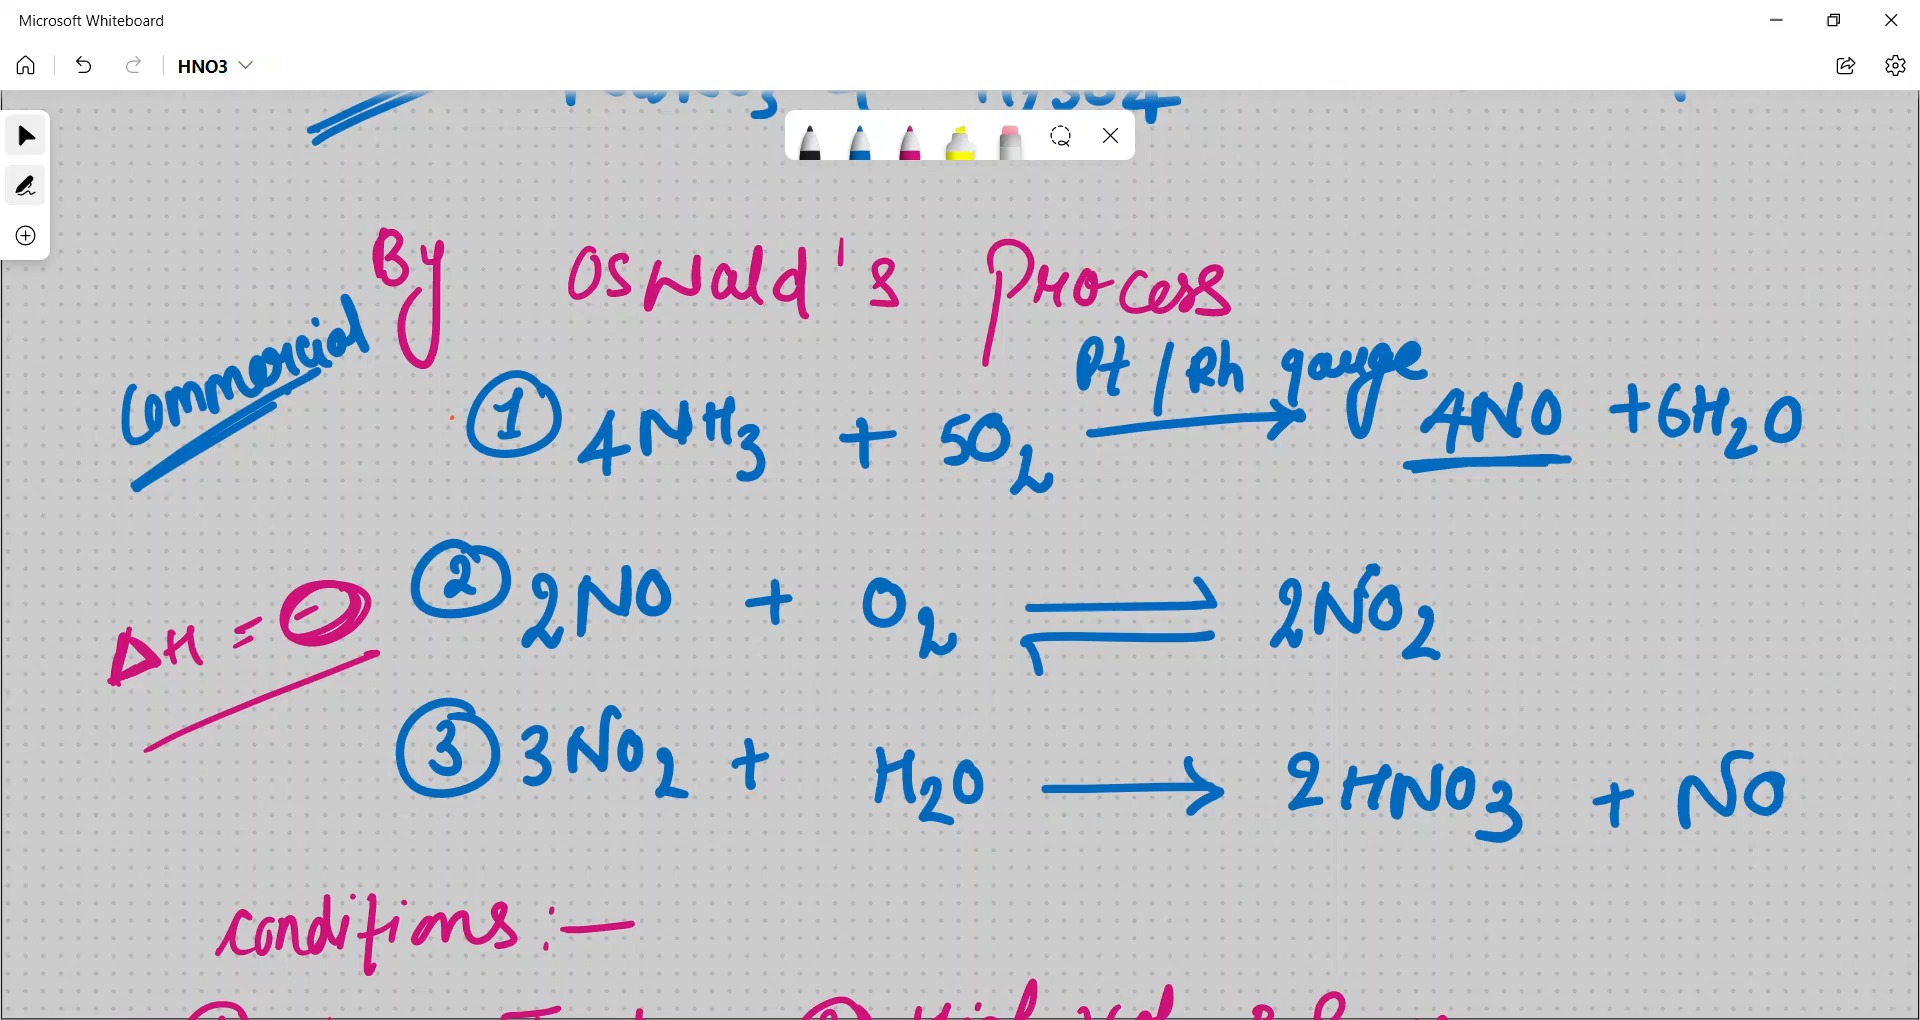 Microsoft Whiteboard
HNO3
By Oswald's Process
Commercial
Pt / Rh gauge
① 4NH₃ + 5O₂ → 4NO + 6H₂O
② 2NO + O₂ ⇌ 2NO₂
ΔH = ⊖
③ 3NO₂ + H₂O → 2HNO₃ + NO
conditions :—